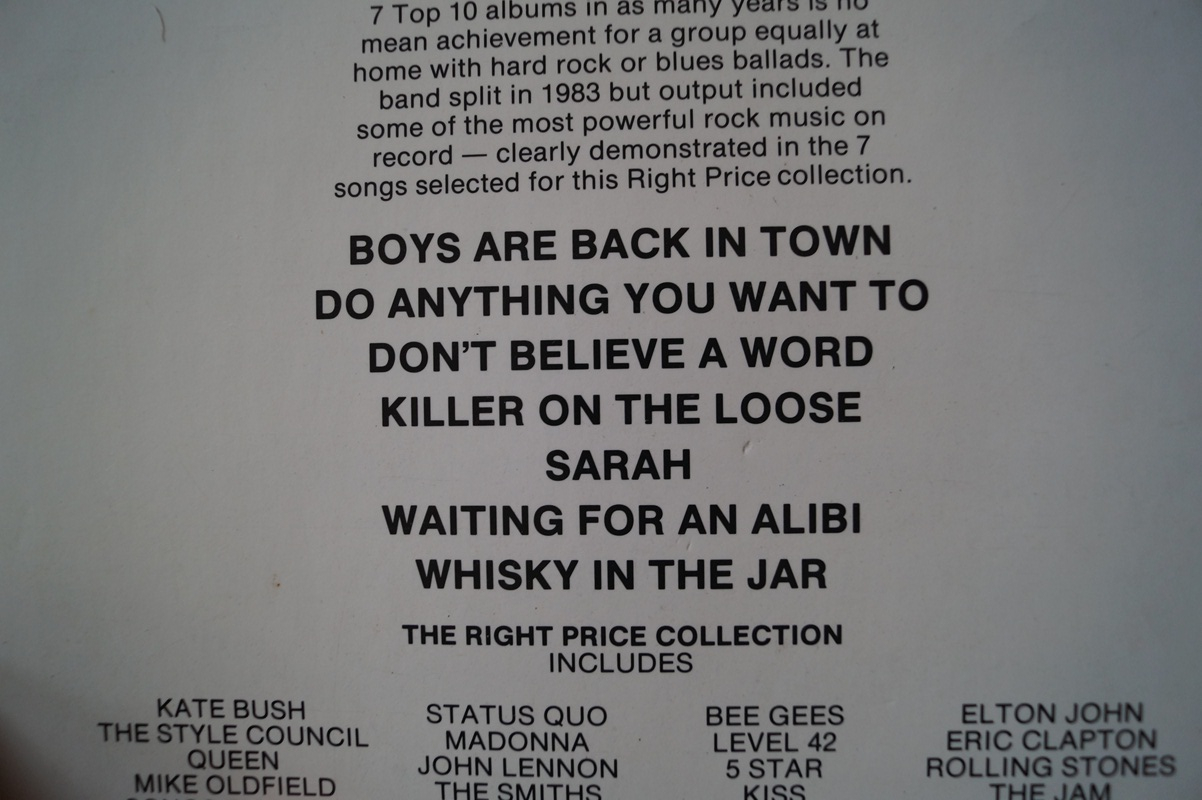 7 Top 10 albums in as many years is no
mean achievement for a group equally at
home with hard rock or blues ballads. The
band split in 1983 but output included
some of the most powerful rock music on
record — clearly demonstrated in the 7
songs selected for this Right Price collection.
BOYS ARE BACK IN TOWN
DO ANYTHING YOU WANT TO
DON'T BELIEVE A WORD
KILLER ON THE LOOSE
SARAH
WAITING FOR AN ALIBI
WHISKY IN THE JAR
THE RIGHT PRICE COLLECTION
INCLUDES
KATE BUSH
THE STYLE COUNCIL
QUEEN
MIKE OLDFIELD
STATUS QUO
MADONNA
JOHN LENNON
THE SMITHS
BEE GEES
LEVEL 42
5 STAR
KISS
ELTON JOHN
ERIC CLAPTON
ROLLING STONES
THE JAM